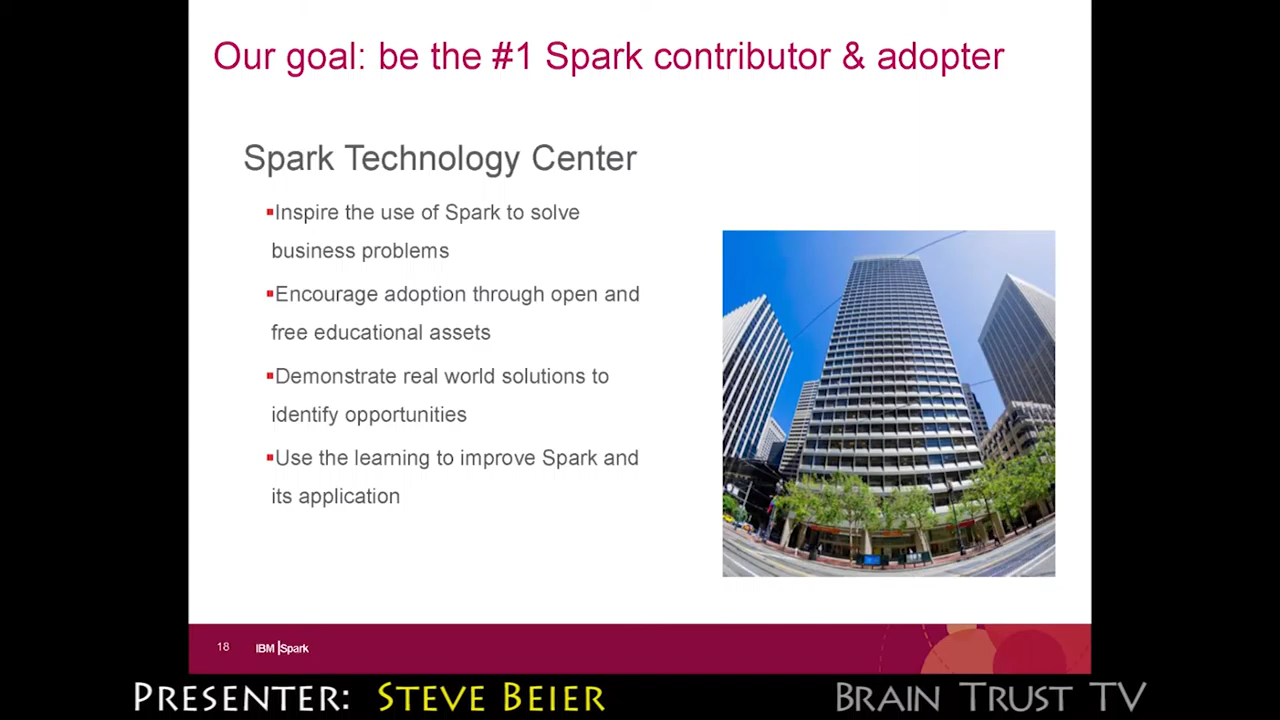 Our goal: be the #1 Spark contributor & adopter
Spark Technology Center
▪Inspire the use of Spark to solve
business problems
▪Encourage adoption through open and
free educational assets
▪Demonstrate real world solutions to
identify opportunities
▪Use the learning to improve Spark and
its application
18 IBM |Spark
PRESENTER: STEVE BEIER BRAIN TRUST TV